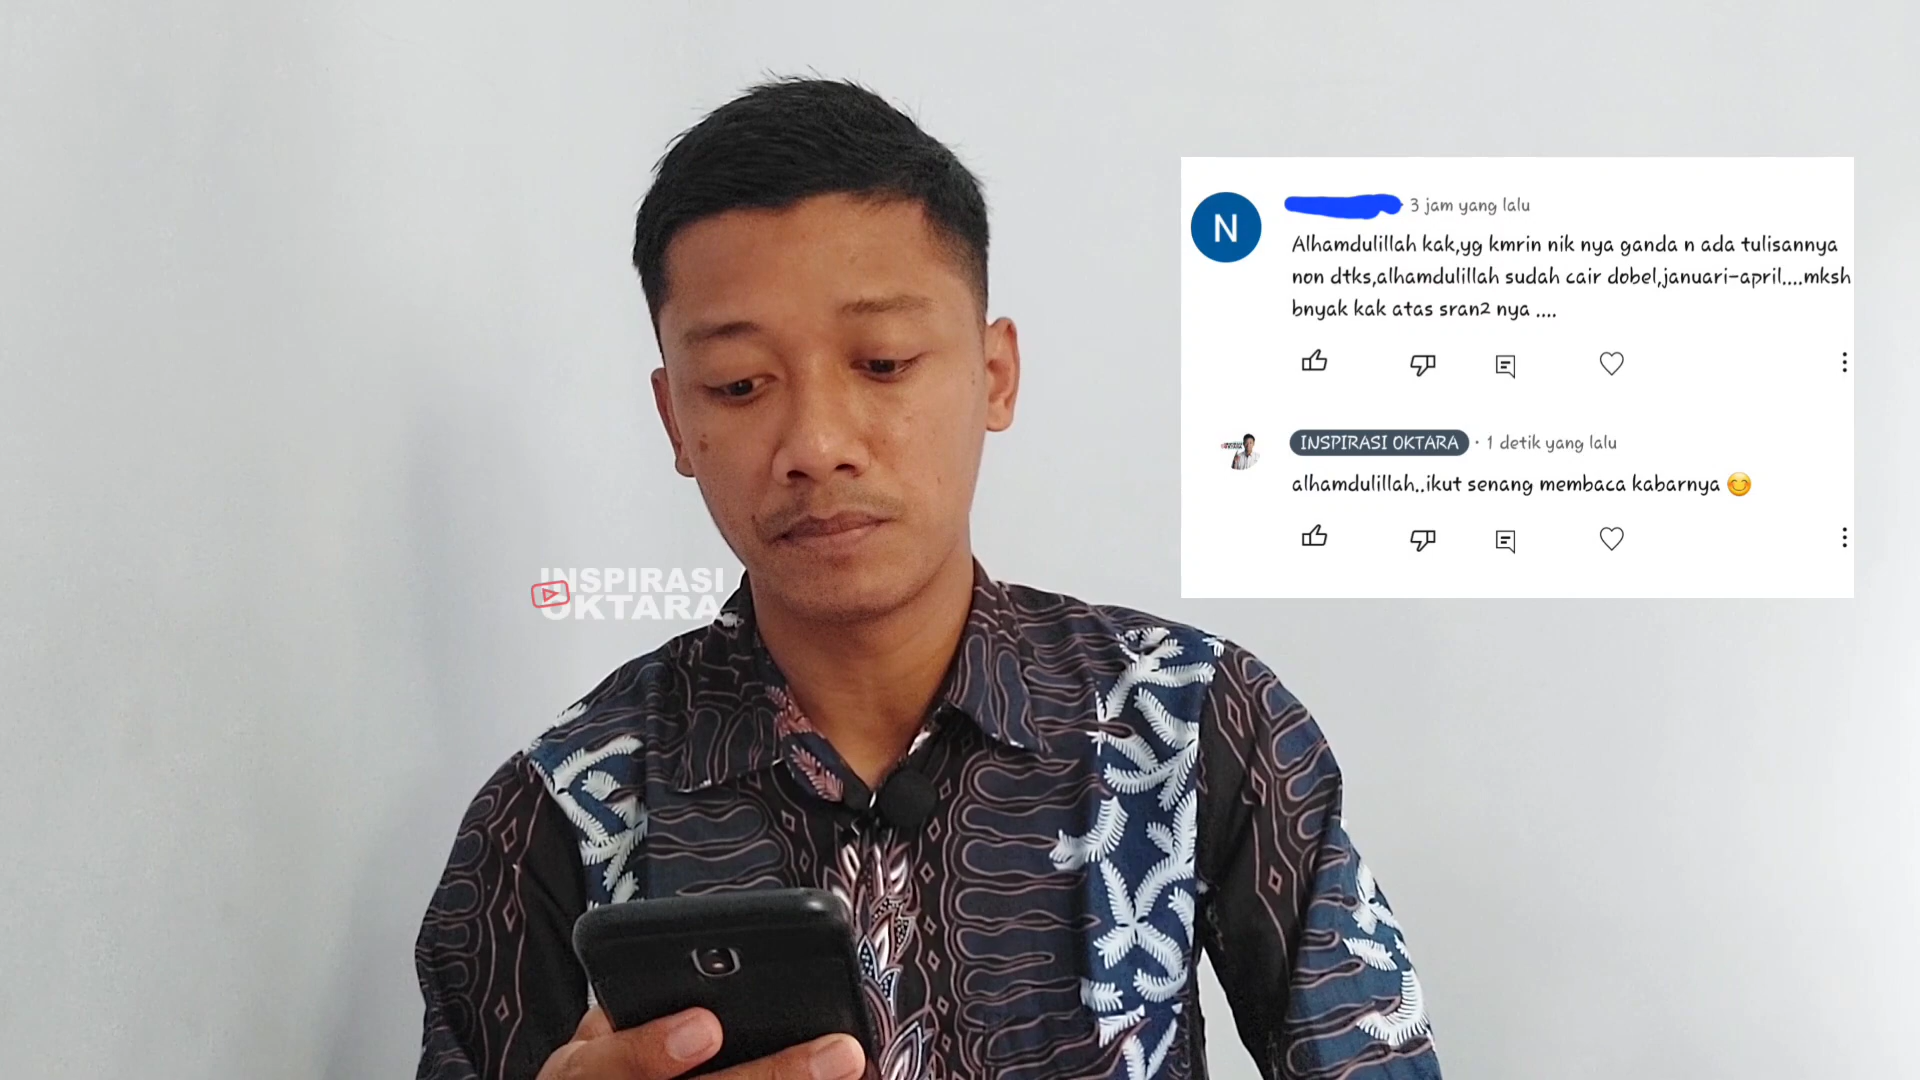 INSPIRASI
OKTARA
N
3 jam yang lalu
Alhamdulillah kak,yg kmrin nik nya ganda n ada tulisannya
non dtks,alhamdulillah sudah cair dobel,januari-april....mksh
bnyak kak atas sran2 nya ....
INSPIRASI OKTARA · 1 detik yang lalu
alhamdulillah..ikut senang membaca kabarnya 😊